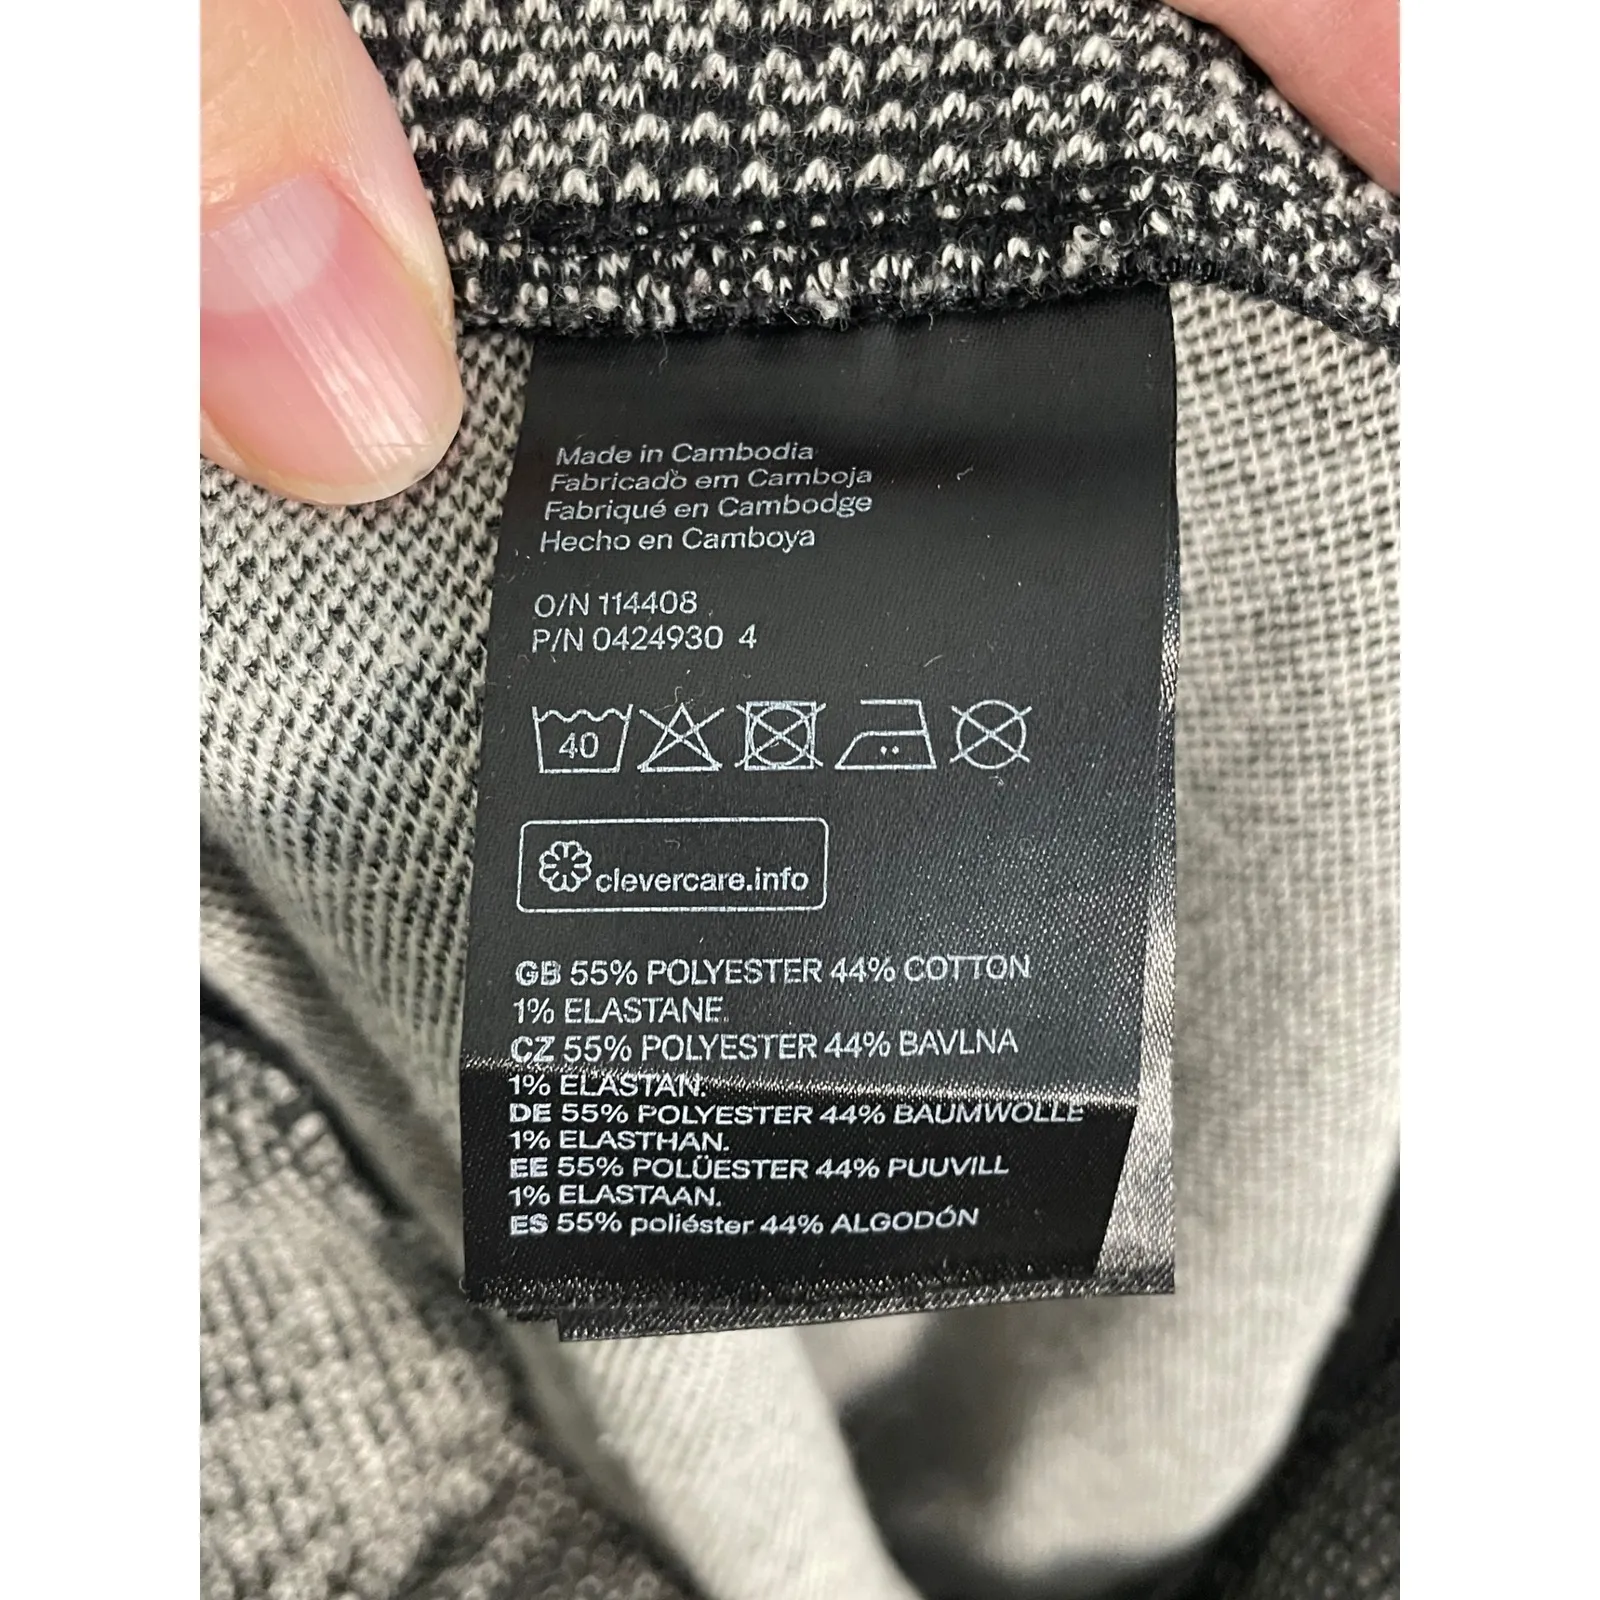 Made in Cambodia
Fabricado em Camboja
Fabriqué en Cambodge
Hecho en Camboya
O/N 114408
P/N 0424930 4
40
clevercare.info
GB 55% POLYESTER 44% COTTON
1% ELASTANE.
CZ 55% POLYESTER 44% BAVLNA
1% ELASTAN.
DE 55% POLYESTER 44% BAUMWOLLE
1% ELASTHAN.
EE 55% POLÜESTER 44% PUUVILL
1% ELASTAAN.
ES 55% poliéster 44% ALGODÓN